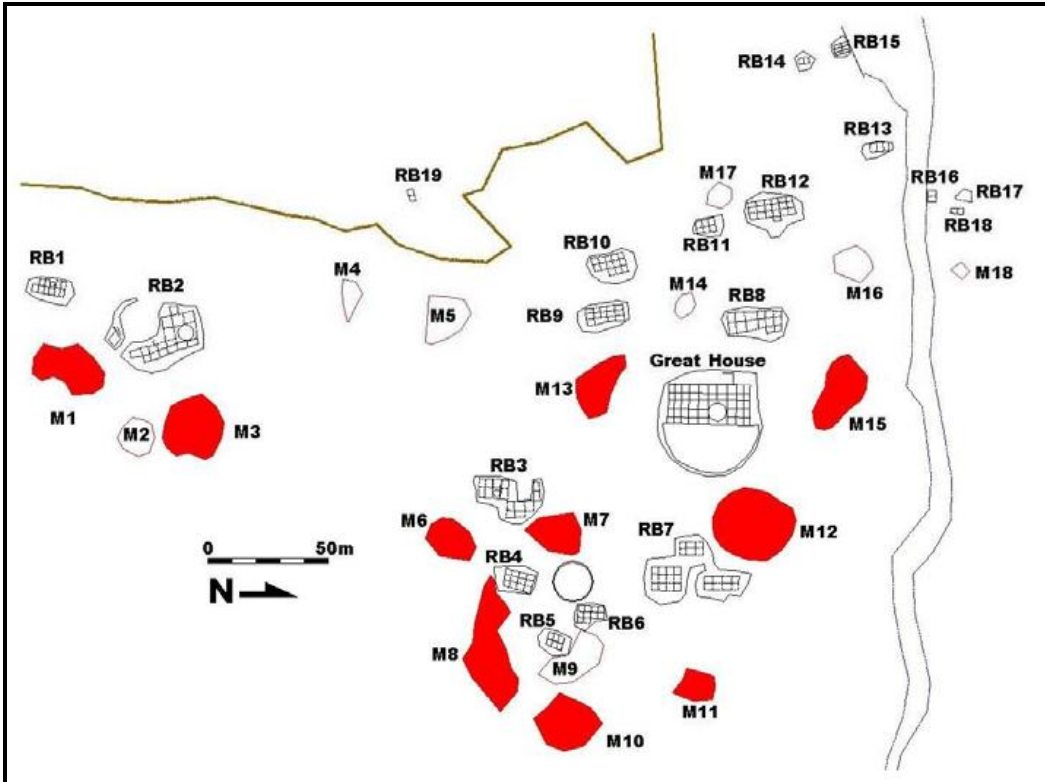 RB15
RB14
RB13
RB19
M17
RB12
RB16
RB17
RB18
RB11
RB10
RB1
RB2
M4
M5
M14
RB8
M16
M18
RB9
Great House
M13
M1
M2
M3
M15
RB3
M6
M7
RB7
M12
0 50m
RB4
N
RB5
RB6
M8
M9
M11
M10